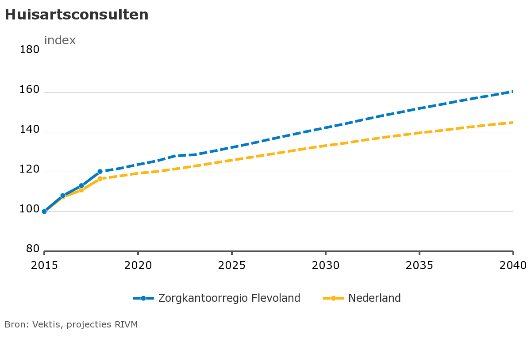 Huisartsconsulten
index
180
160
140
120
100
80
2015
2020
2025
2030
2035
2040
Zorgkantoorregio Flevoland
Nederland
Bron: Vektis, projecties RIVM